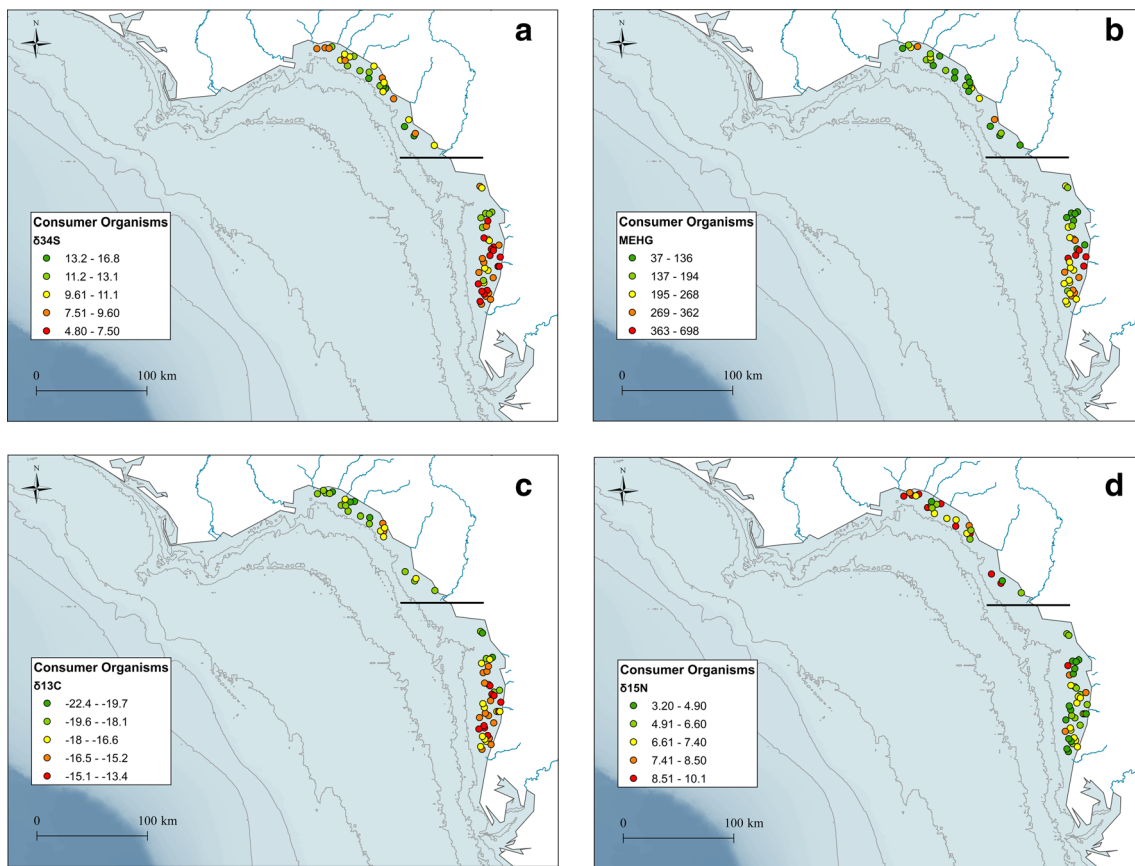 N
a
Consumer Organisms
δ34S
13.2 - 16.8
11.2 - 13.1
9.61 - 11.1
7.51 - 9.60
4.80 - 7.50
0 100 km
b
N
Consumer Organisms
MEHG
37 - 136
137 - 194
195 - 268
269 - 362
363 - 698
0 100 km
N
c
Consumer Organisms
δ13C
-22.4 - -19.7
-19.6 - -18.1
-18 - -16.6
-16.5 - -15.2
-15.1 - -13.4
0 100 km
N
d
Consumer Organisms
δ15N
3.20 - 4.90
4.91 - 6.60
6.61 - 7.40
7.41 - 8.50
8.51 - 10.1
0 100 km